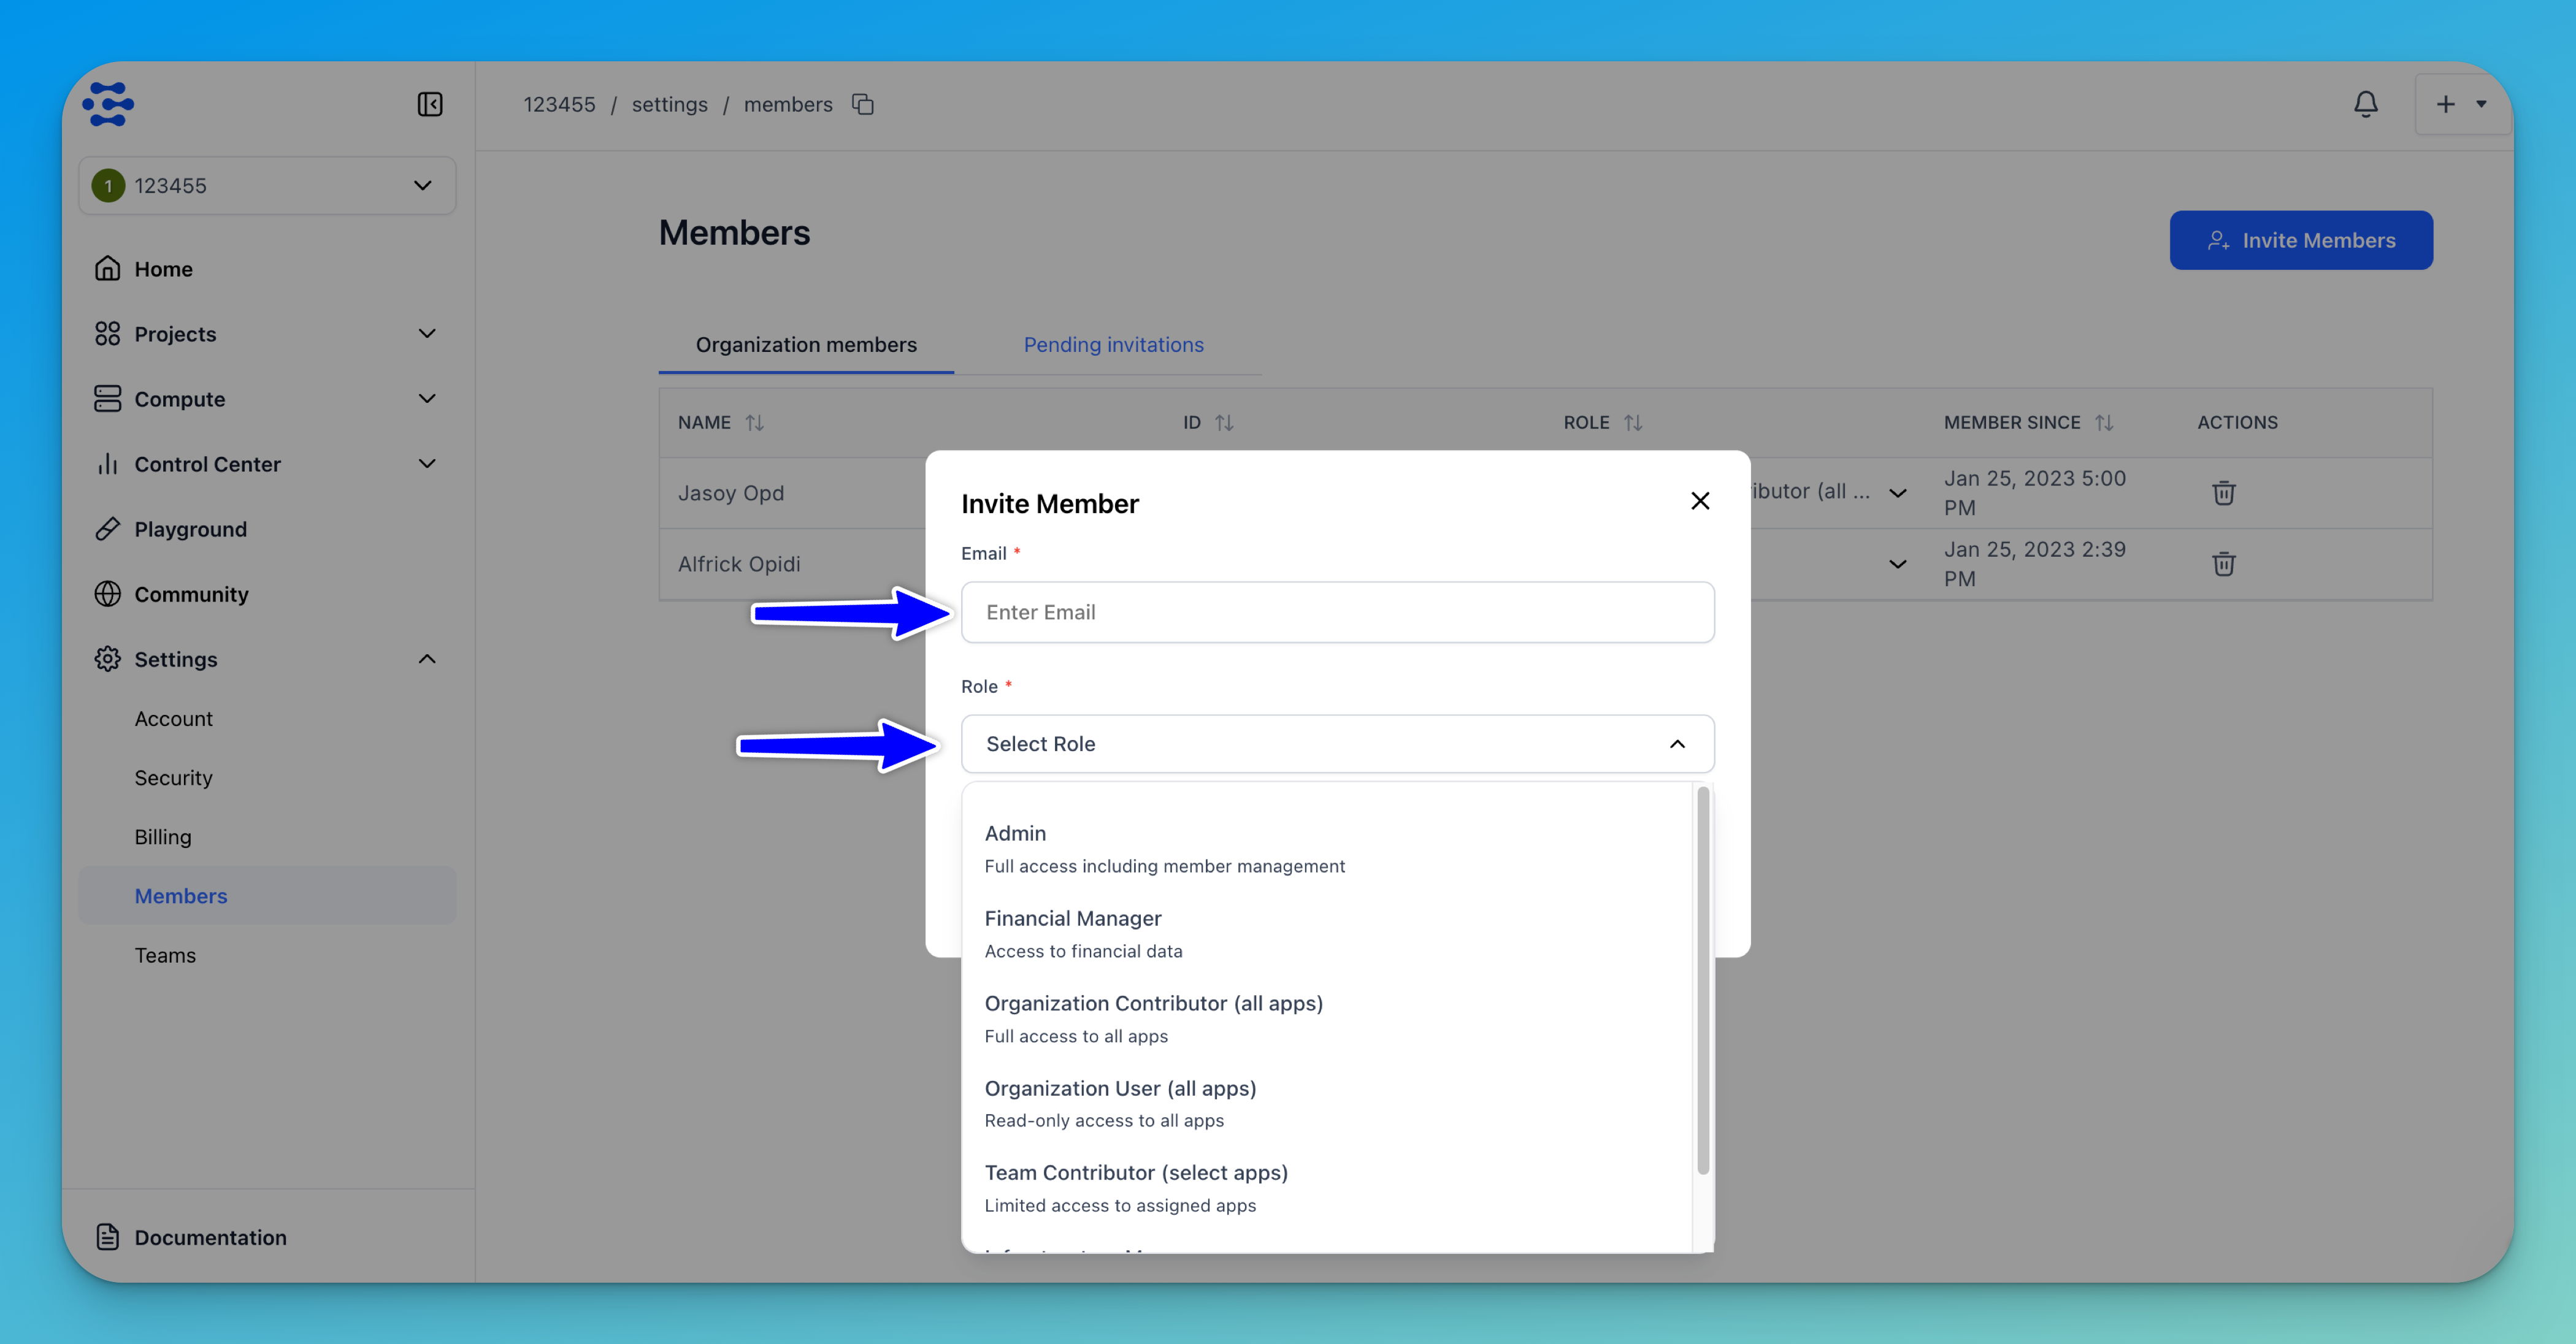 123455 / settings / members
1 123455
Home
Projects
Compute
Control Center
Playground
Community
Settings
Account
Security
Billing
Members
Teams
Documentation
Members
Invite Members
Organization members
Pending invitations
NAME ID ROLE MEMBER SINCE ACTIONS
Jasoy Opd ibutor (all ... Jan 25, 2023 5:00
PM
Alfrick Opidi Jan 25, 2023 2:39
PM
Invite Member
Email *
Enter Email
Role *
Select Role
Admin
Full access including member management
Financial Manager
Access to financial data
Organization Contributor (all apps)
Full access to all apps
Organization User (all apps)
Read-only access to all apps
Team Contributor (select apps)
Limited access to assigned apps